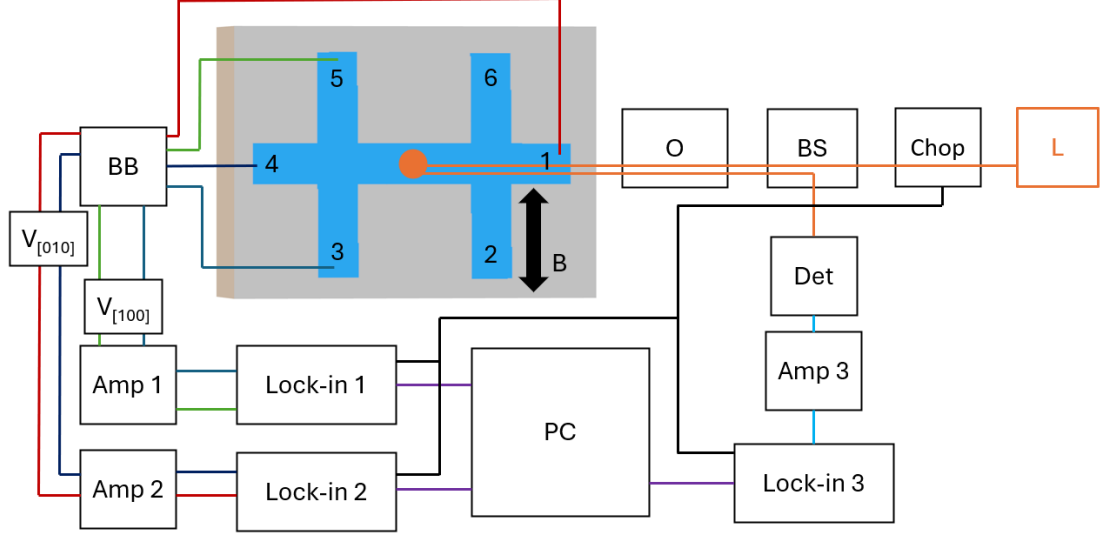 5
6
BB
4
1
O
BS
Chop
L
V[010]
3
2
B
Det
V[100]
Amp 1
Lock-in 1
Amp 3
PC
Amp 2
Lock-in 2
Lock-in 3